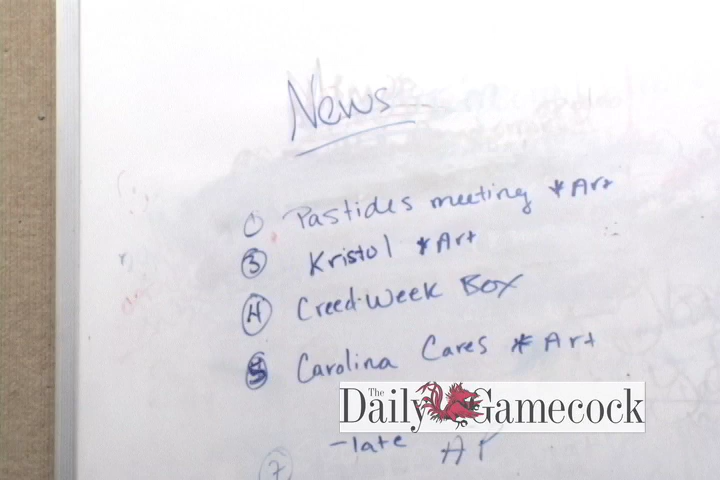 News
① Pastides meeting *Art
③ Kristol *Art
④ Creed Week Box
⑤ Carolina Cares *Art
The Daily Gamecock
-late AP
⑦